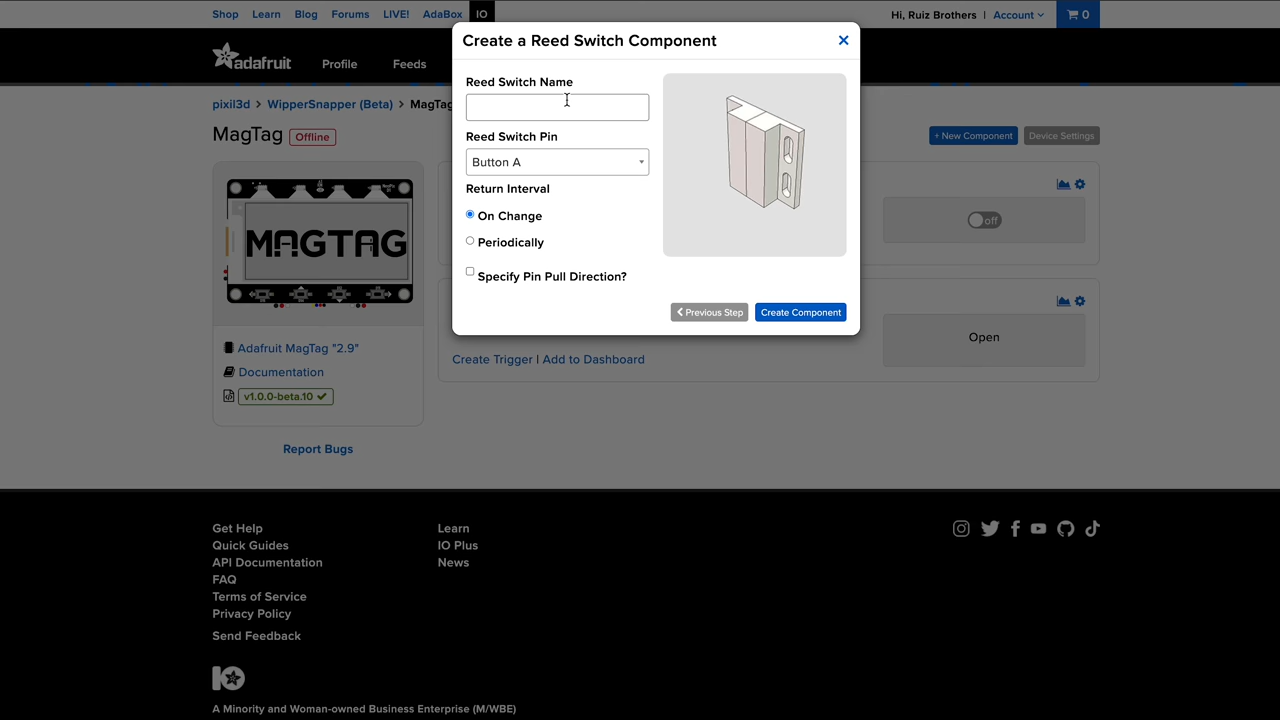 Shop Learn Blog Forums LIVE! AdaBox IO
Hi, Ruiz Brothers | Account 0
adafruit Profile Feeds
pixil3d > WipperSnapper (Beta) > MagTag
MagTag Offline
+ New Component Device Settings
Create a Reed Switch Component
Reed Switch Name
Reed Switch Pin
Button A
Return Interval
On Change
Periodically
Specify Pin Pull Direction?
Previous Step Create Component
MAGTAG
off
Open
Create Trigger | Add to Dashboard
Adafruit MagTag "2.9"
Documentation
v1.0.0-beta.10
Report Bugs
Get Help
Quick Guides
API Documentation
FAQ
Terms of Service
Privacy Policy
Send Feedback
Learn
IO Plus
News
IO
A Minority and Woman-owned Business Enterprise (M/WBE)